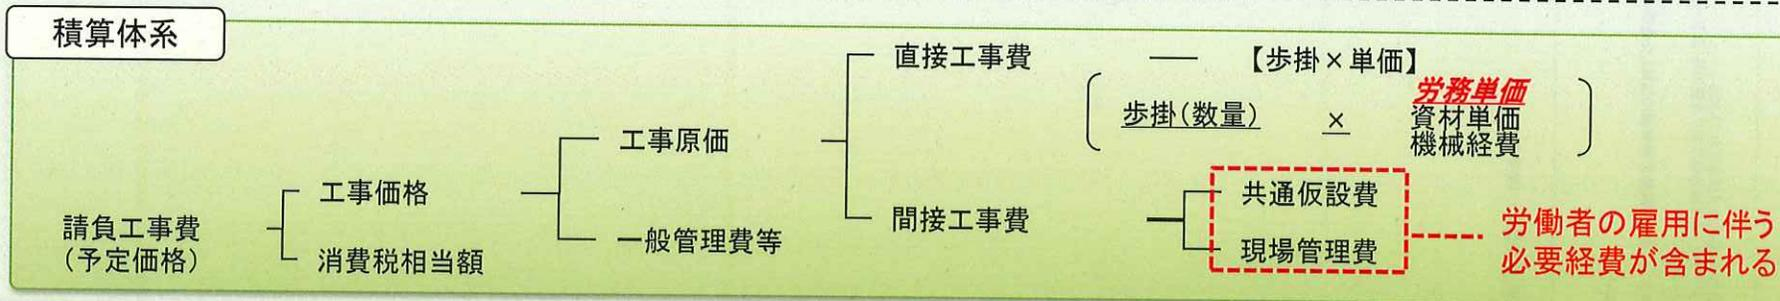 積算体系
直接工事費 ― 【歩掛×単価】
歩掛(数量) × 労務単価
資材単価
機械経費
工事原価
工事価格
請負工事費
(予定価格)
消費税相当額
一般管理費等
間接工事費
共通仮設費
現場管理費
労働者の雇用に伴う
必要経費が含まれる